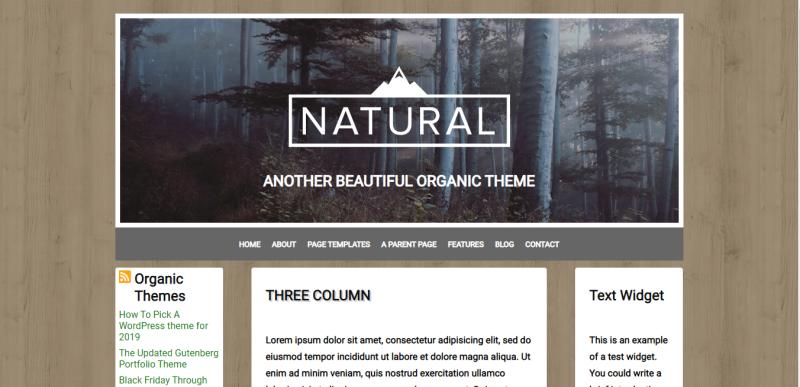 NATURAL
ANOTHER BEAUTIFUL ORGANIC THEME
HOME ABOUT PAGE TEMPLATES A PARENT PAGE FEATURES BLOG CONTACT
Organic
Themes
How To Pick A
WordPress theme for
2019
The Updated Gutenberg
Portfolio Theme
Black Friday Through
THREE COLUMN
Lorem ipsum dolor sit amet, consectetur adipisicing elit, sed do
eiusmod tempor incididunt ut labore et dolore magna aliqua. Ut
enim ad minim veniam, quis nostrud exercitation ullamco
Text Widget
This is an example
of a test widget.
You could write a